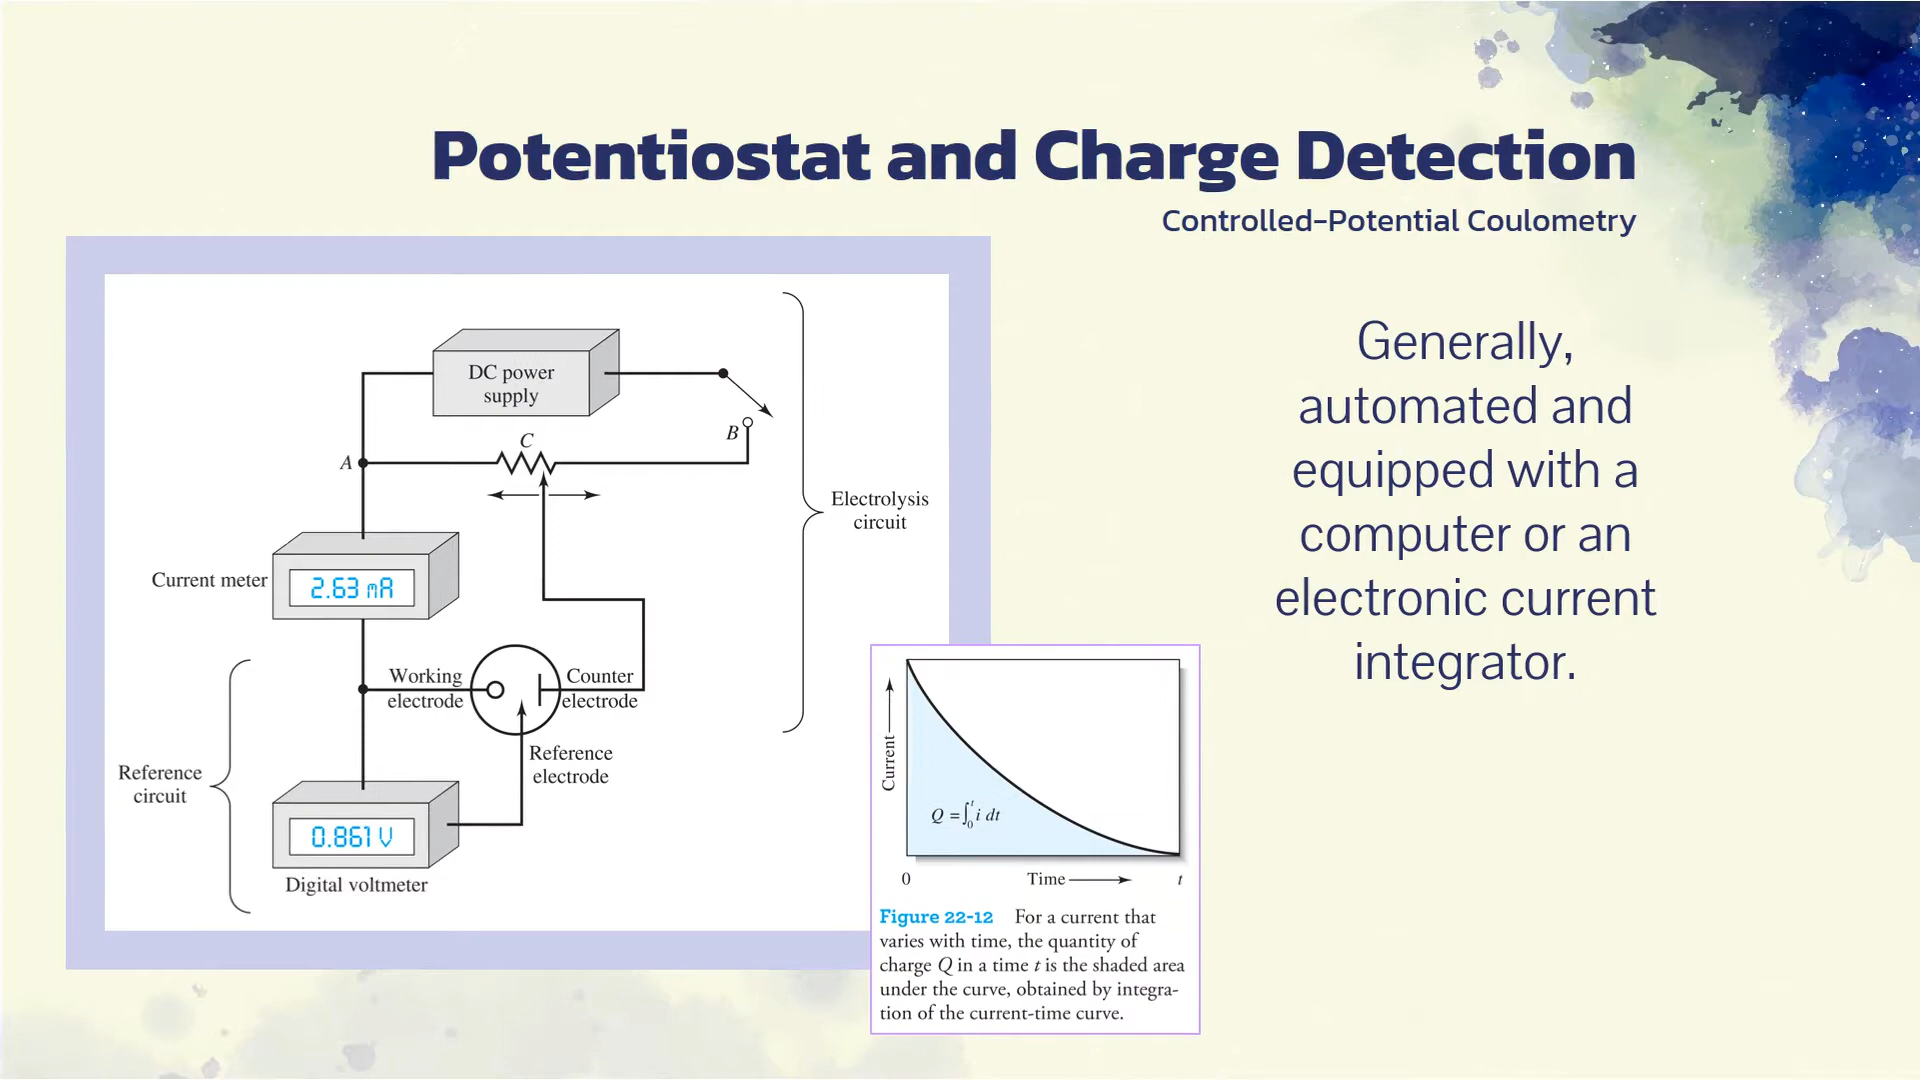 Potentiostat and Charge Detection
Controlled-Potential Coulometry
DC power
supply
C
B
A
Electrolysis
circuit
Current meter
2.63 mA
Working
electrode
Counter
electrode
Reference
electrode
Reference
circuit
0.861 V
Digital voltmeter
Generally,
automated and
equipped with a
computer or an
electronic current
integrator.
Current
Q = ∫₀ᵗ i dt
0
Time
t
Figure 22-12 For a current that
varies with time, the quantity of
charge Q in a time t is the shaded area
under the curve, obtained by integra-
tion of the current-time curve.